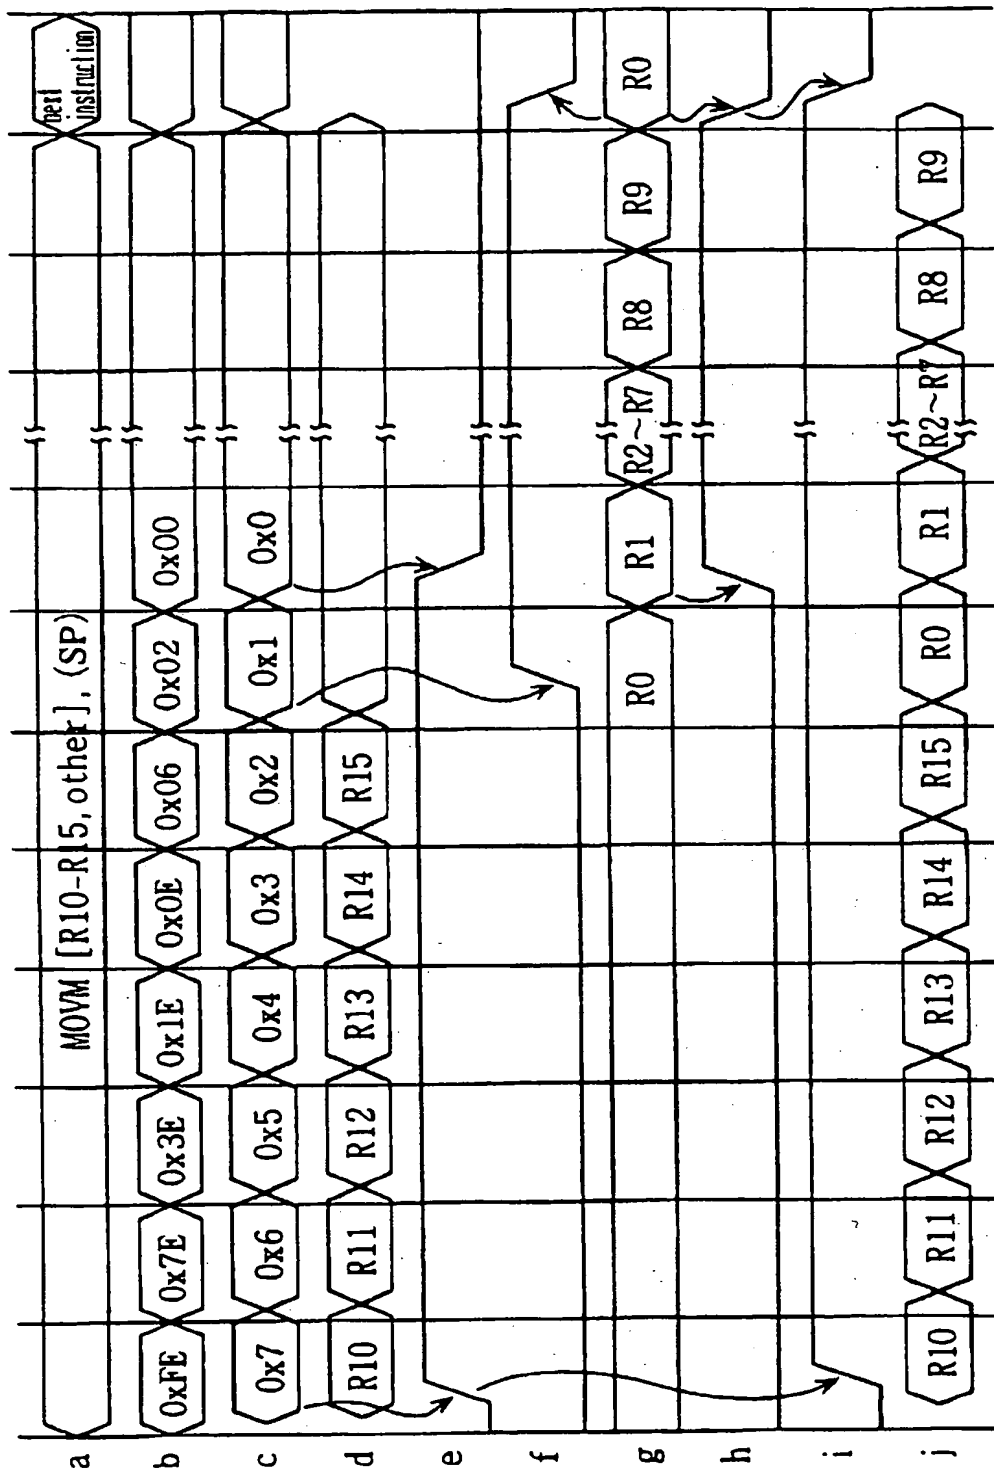 a MOVM [R10-R15, other], (SP) next instruction
b 0xFE 0x7E 0x3E 0x1E 0x0E 0x06 0x02 0x00
c 0x7 0x6 0x5 0x4 0x3 0x2 0x1 0x0
d R10 R11 R12 R13 R14 R15
e
f
g R0 R1 R2~R7 R8 R9 R0
h
i
j R10 R11 R12 R13 R14 R15 R0 R1 R2~R7 R8 R9